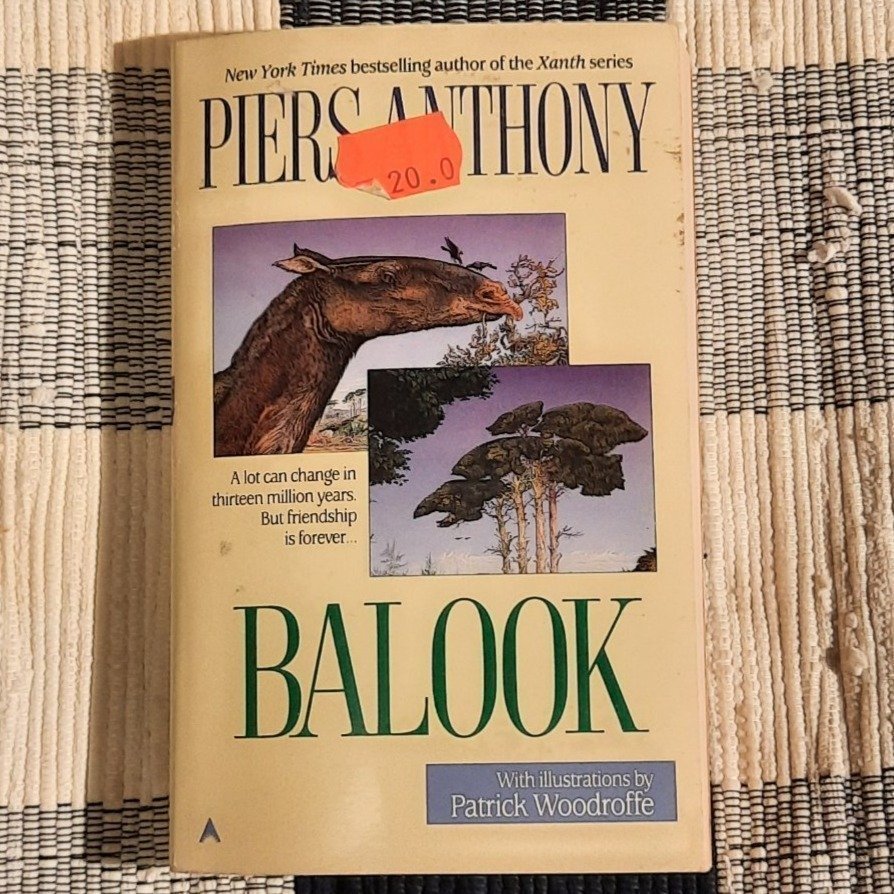 New York Times bestselling author of the Xanth series
PIERS ANTHONY
20.0
A lot can change in
thirteen million years.
But friendship
is forever...
BALOOK
With illustrations by
Patrick Woodroffe